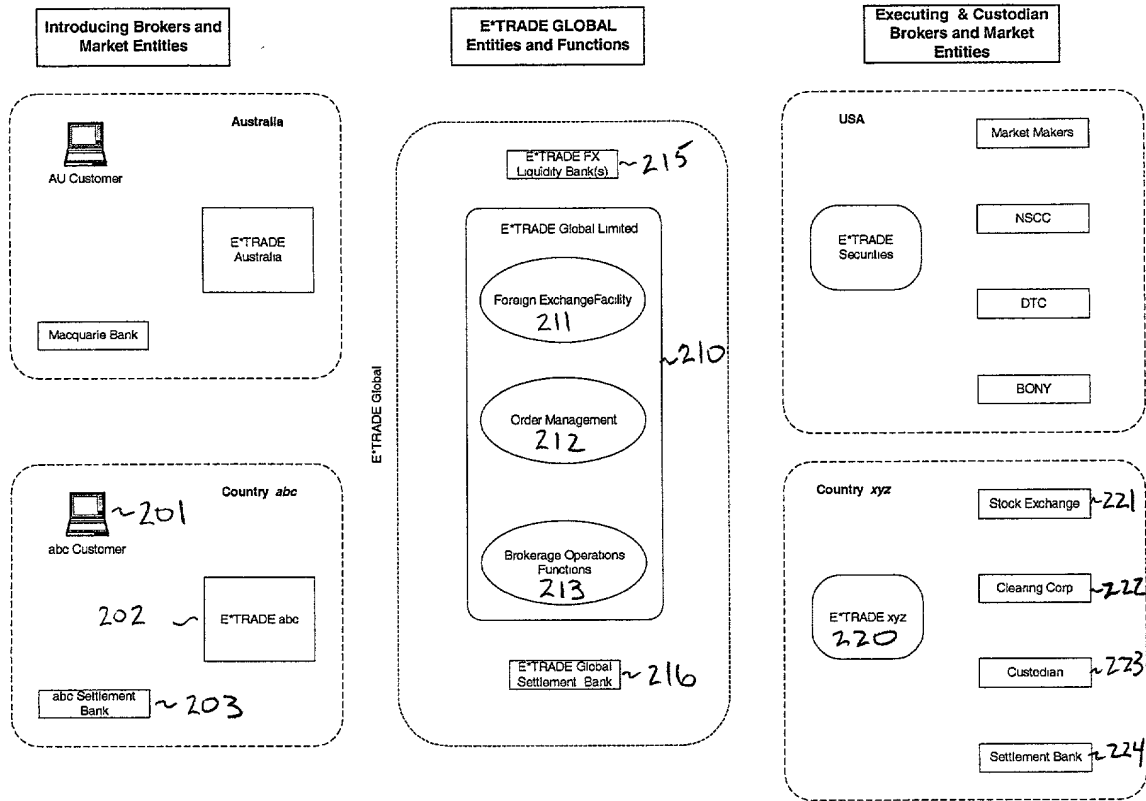 Introducing Brokers and
Market Entities
E*TRADE GLOBAL
Entities and Functions
Executing & Custodian
Brokers and Market
Entities
Australia
AU Customer
E*TRADE
Australia
Macquarie Bank
Country abc
201
abc Customer
202
E*TRADE abc
abc Settlement
Bank
203
E*TRADE Global
E*TRADE FX
Liquidity Bank(s)
215
E*TRADE Global Limited
Foreign ExchangeFacility
211
210
Order Management
212
Brokerage Operations
Functions
213
E*TRADE Global
Settlement Bank
216
USA
Market Makers
NSCC
E*TRADE
Securities
DTC
BONY
Country xyz
Stock Exchange
221
Clearing Corp
222
E*TRADE xyz
220
Custodian
223
Settlement Bank
224